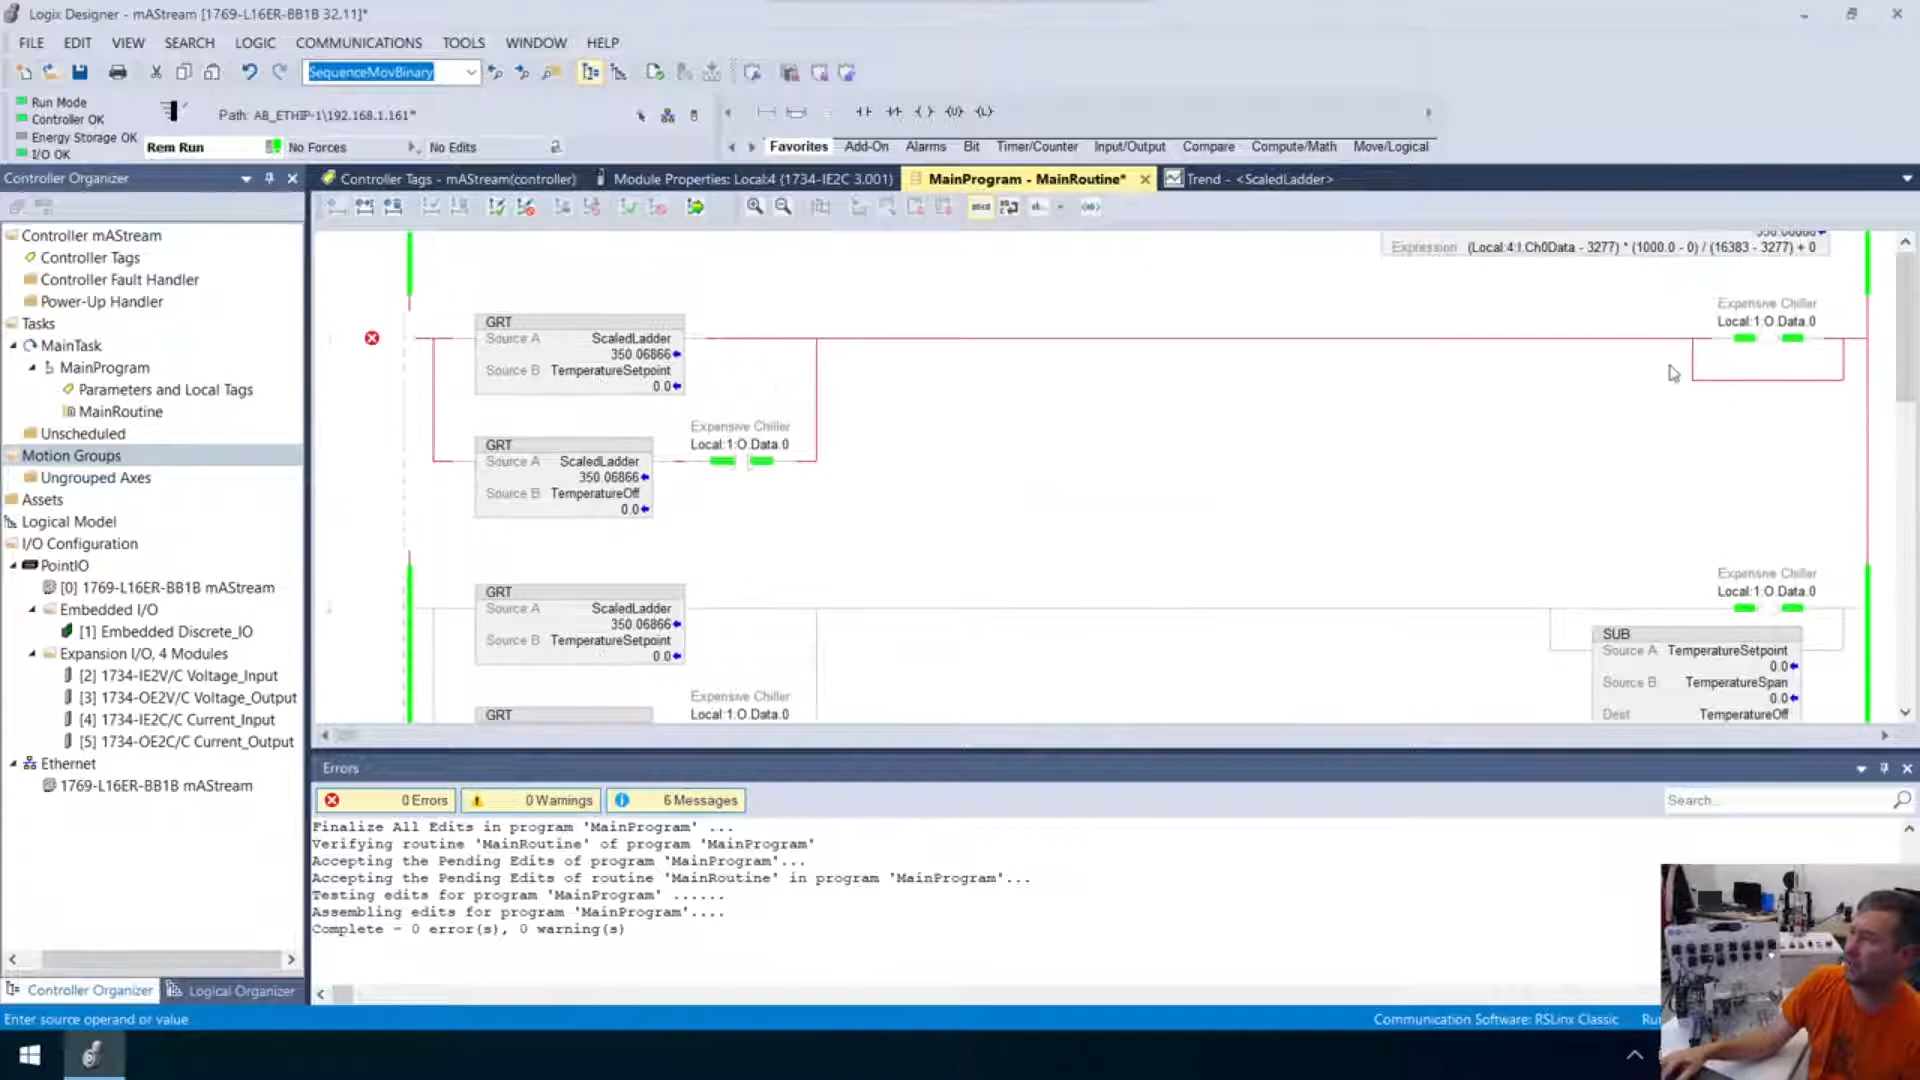 Logix Designer - mAStream [1769-L16ER-BB1B 32.11]*
FILE EDIT VIEW SEARCH LOGIC COMMUNICATIONS TOOLS WINDOW HELP
SequenceMovBinary
Run Mode
Controller OK
Energy Storage OK
I/O OK
Path: AB_ETHIP-1\192.168.1.161*
Rem Run
No Forces
No Edits
Favorites Add-On Alarms Bit Timer/Counter Input/Output Compare Compute/Math Move/Logical
Controller Organizer
Controller Tags - mAStream(controller)
Module Properties: Local:4 (1734-IE2C 3.001)
MainProgram - MainRoutine*
Trend - <ScaledLadder>
Controller mAStream
Controller Tags
Controller Fault Handler
Power-Up Handler
Tasks
MainTask
MainProgram
Parameters and Local Tags
MainRoutine
Unscheduled
Motion Groups
Ungrouped Axes
Assets
Logical Model
I/O Configuration
PointIO
[0] 1769-L16ER-BB1B mAStream
Embedded I/O
[1] Embedded Discrete_IO
Expansion I/O, 4 Modules
[2] 1734-IE2V/C Voltage_Input
[3] 1734-OE2V/C Voltage_Output
[4] 1734-IE2C/C Current_Input
[5] 1734-OE2C/C Current_Output
Ethernet
1769-L16ER-BB1B mAStream
Controller Organizer
Logical Organizer
350.06866
Expression (Local:4:I.Ch0Data - 3277) * (1000.0 - 0) / (16383 - 3277) + 0
Expensive Chiller
Local:1:O.Data.0
GRT
Source A ScaledLadder
350.06866
Source B TemperatureSetpoint
0.0
Expensive Chiller
Local:1:O.Data.0
GRT
Source A ScaledLadder
350.06866
Source B TemperatureOff
0.0
Expensive Chiller
Local:1:O.Data.0
GRT
Source A ScaledLadder
350.06866
Source B TemperatureSetpoint
0.0
SUB
Source A TemperatureSetpoint
0.0
Source B TemperatureSpan
0.0
Dest TemperatureOff
Expensive Chiller
Local:1:O.Data.0
GRT
Errors
0 Errors
0 Warnings
6 Messages
Search...
Finalize All Edits in program 'MainProgram' ...
Verifying routine 'MainRoutine' of program 'MainProgram'
Accepting the Pending Edits of program 'MainProgram'...
Accepting the Pending Edits of routine 'MainRoutine' in program 'MainProgram'...
Testing edits for program 'MainProgram' ......
Assembling edits for program 'MainProgram'....
Complete - 0 error(s), 0 warning(s)
Enter source operand or value
Communication Software: RSLinx Classic